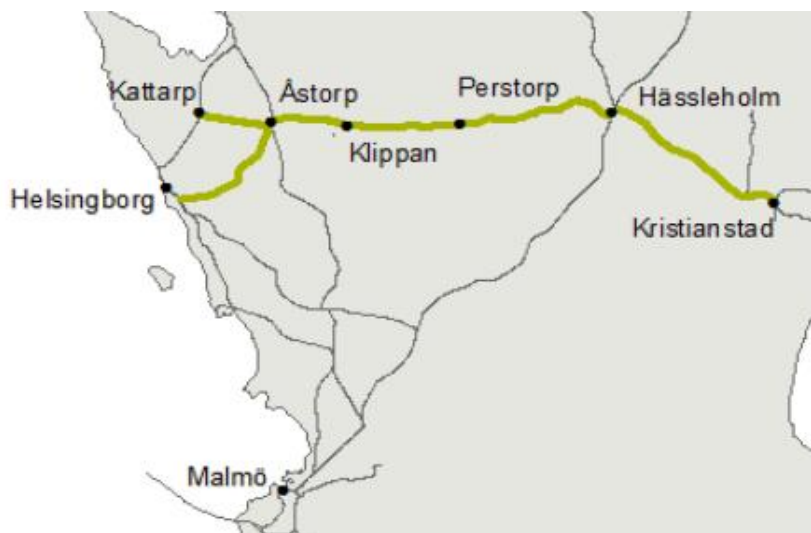 Kattarp
Åstorp
Perstorp
Hässleholm
Klippan
Helsingborg
Kristianstad
Malmö